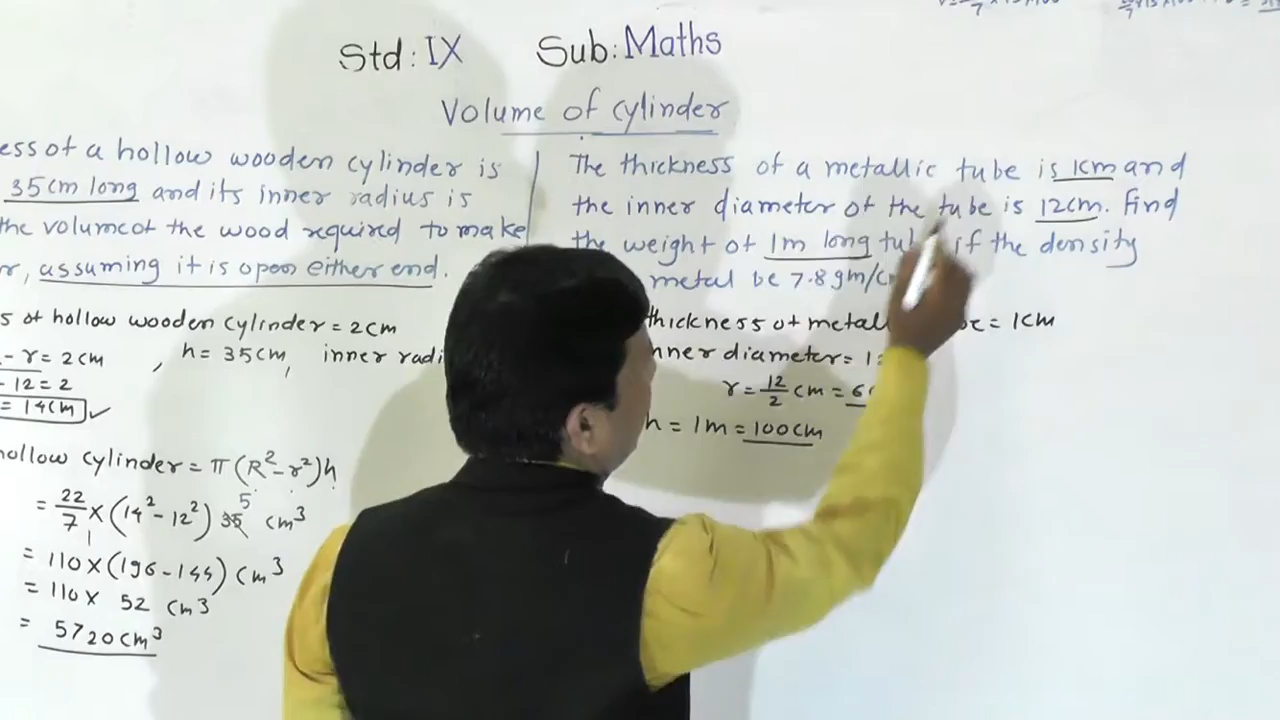 Std: IX Sub: Maths
Volume of cylinder
ess of a hollow wooden cylinder is
35cm long and its inner radius is
the volume of the wood required to make
r, assuming it is open either end.
s of hollow wooden cylinder = 2cm
- r = 2cm , h = 35cm, inner radi
- 12 = 2
= 14cm ✓
hollow cylinder = π(R²-r²)h
= 22/7 × (14² - 12²) 35 5 cm³
= 110 × (196 - 144) cm³
= 110 × 52 cm³
= 5720 cm³
The thickness of a metallic tube is 1cm and
the inner diameter of the tube is 12cm. Find
the weight of 1m long tub if the density
metal be 7.8 gm/c
thickness of metall = 1cm
nner diameter = 1
r = 12/2 cm = 6
h = 1m = 100cm